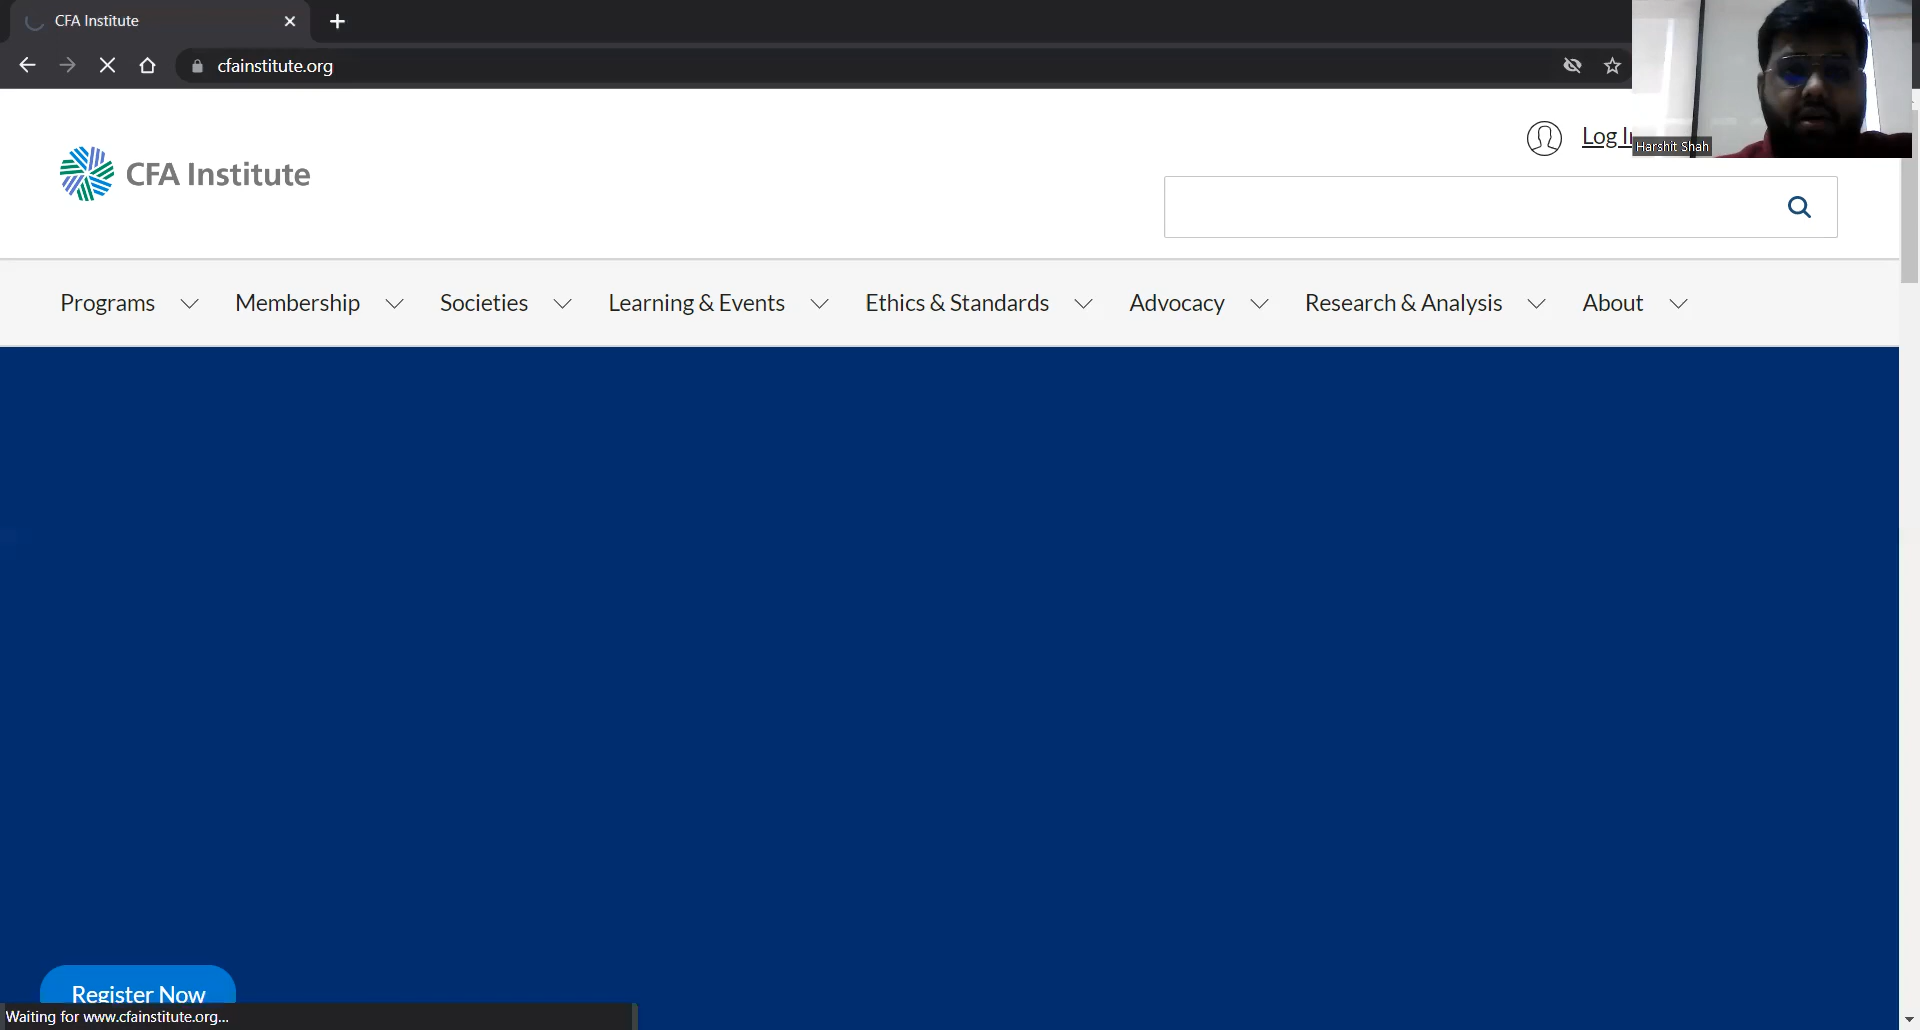 CFA Institute
cfainstitute.org
Log
Harshit Shah
CFA Institute
Programs Membership Societies Learning & Events Ethics & Standards Advocacy Research & Analysis About
Register Now
Waiting for www.cfainstitute.org...